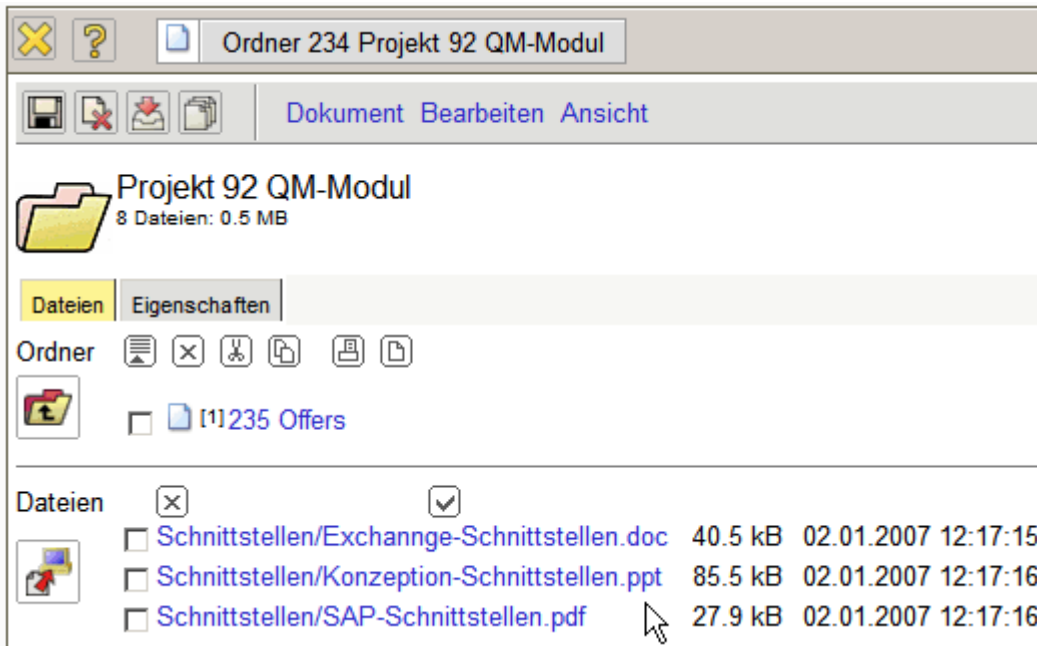 Ordner 234 Projekt 92 QM-Modul
Dokument Bearbeiten Ansicht
Projekt 92 QM-Modul
8 Dateien: 0.5 MB
Dateien Eigenschaften
Ordner
[1] 235 Offers
Dateien
Schnittstellen/Exchannge-Schnittstellen.doc 40.5 kB 02.01.2007 12:17:15
Schnittstellen/Konzeption-Schnittstellen.ppt 85.5 kB 02.01.2007 12:17:16
Schnittstellen/SAP-Schnittstellen.pdf 27.9 kB 02.01.2007 12:17:16